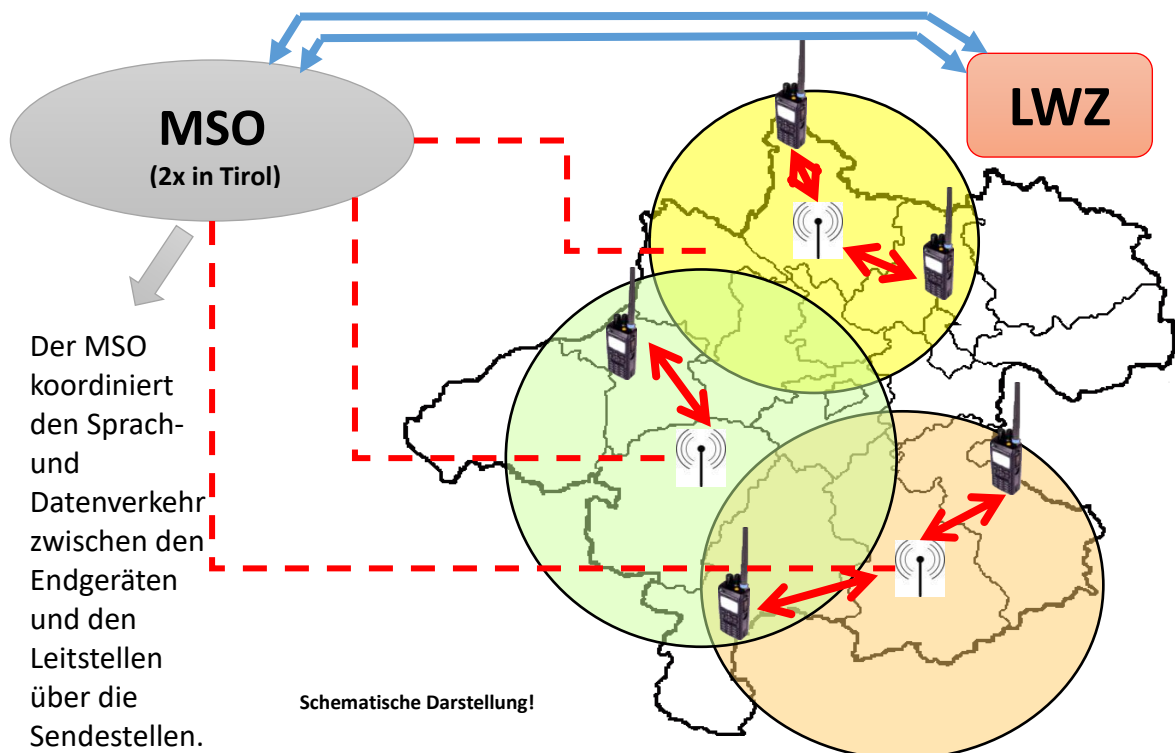 MSO
(2x in Tirol)
LWZ
Der MSO
koordiniert
den Sprach-
und
Datenverkehr
zwischen den
Endgeräten
und den
Leitstellen
über die
Sendestellen.
Schematische Darstellung!